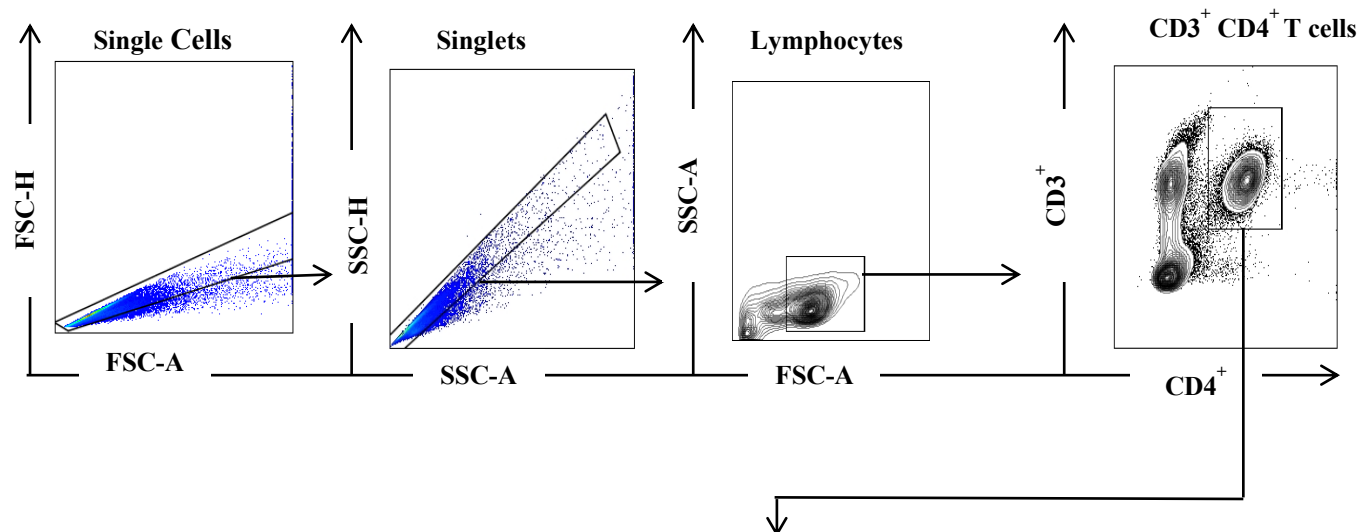 Single Cells
Singlets
Lymphocytes
CD3⁺ CD4⁺ T cells
FSC-H
SSC-H
SSC-A
CD3⁺
FSC-A
SSC-A
FSC-A
CD4⁺